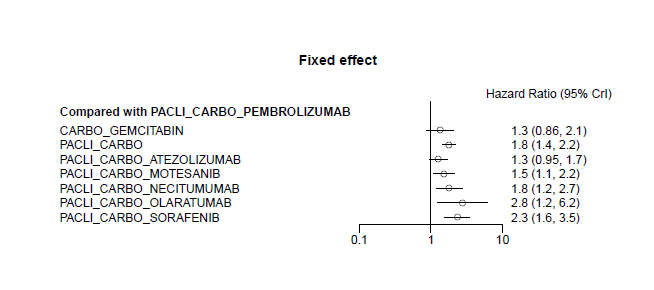 Fixed effect
Hazard Ratio (95% CrI)
Compared with PACLI_CARBO_PEMBROLIZUMAB
CARBO_GEMCITABIN 1.3 (0.86, 2.1)
PACLI_CARBO 1.8 (1.4, 2.2)
PACLI_CARBO_ATEZOLIZUMAB 1.3 (0.95, 1.7)
PACLI_CARBO_MOTESANIB 1.5 (1.1, 2.2)
PACLI_CARBO_NECITUMUMAB 1.8 (1.2, 2.7)
PACLI_CARBO_OLARATUMAB 2.8 (1.2, 6.2)
PACLI_CARBO_SORAFENIB 2.3 (1.6, 3.5)
0.1 1 10